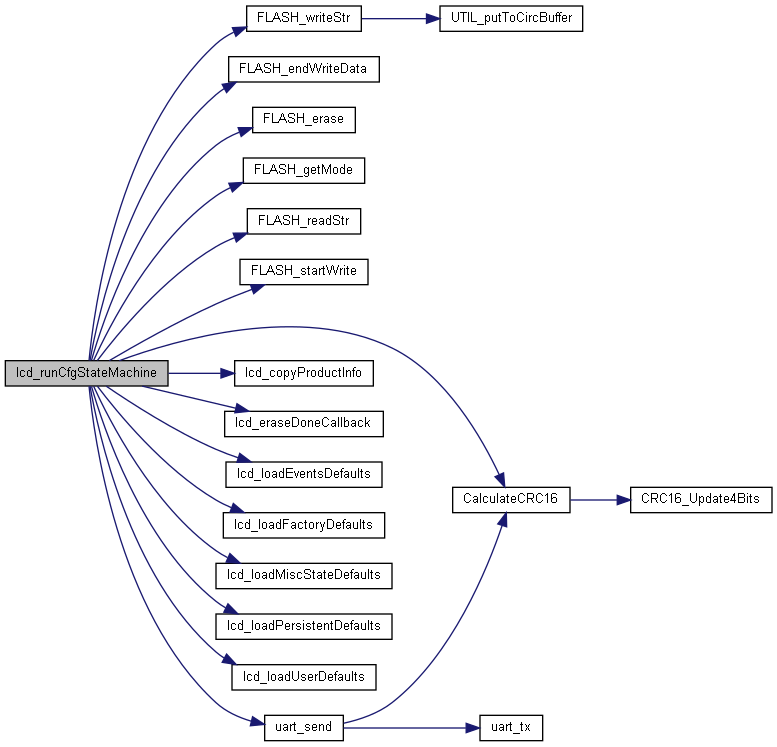 FLASH_writeStr
UTIL_putToCircBuffer
FLASH_endWriteData
FLASH_erase
FLASH_getMode
FLASH_readStr
FLASH_startWrite
lcd_runCfgStateMachine
lcd_copyProductInfo
lcd_eraseDoneCallback
lcd_loadEventsDefaults
CalculateCRC16
CRC16_Update4Bits
lcd_loadFactoryDefaults
lcd_loadMiscStateDefaults
lcd_loadPersistentDefaults
lcd_loadUserDefaults
uart_send
uart_tx